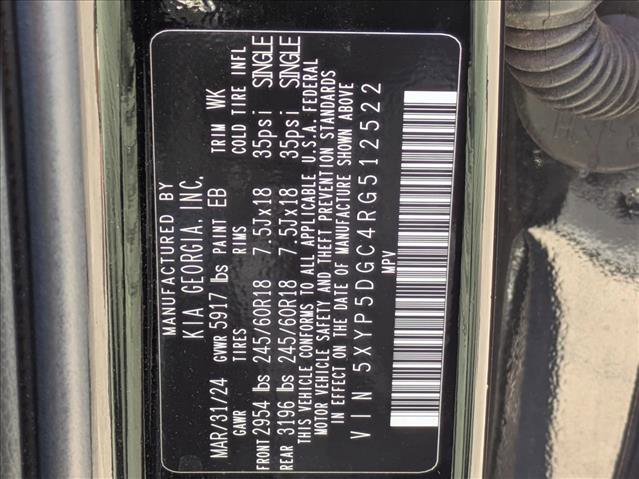 MANUFACTURED BY
KIA GEORGIA, INC.
MAR/31/24 GVWR 5917 lbs PAINT EB TRIM WK
GAWR TIRES RIMS COLD TIRE INFL
FRONT 2954 lbs 245/60R18 7.5Jx18 35psi SINGLE
REAR 3196 lbs 245/60R18 7.5Jx18 35psi SINGLE
THIS VEHICLE CONFORMS TO ALL APPLICABLE U.S.A. FEDERAL
MOTOR VEHICLE SAFETY AND THEFT PREVENTION STANDARDS
IN EFFECT ON THE DATE OF MANUFACTURE SHOWN ABOVE
VIN 5XYP5DGC4RG512522
MPV